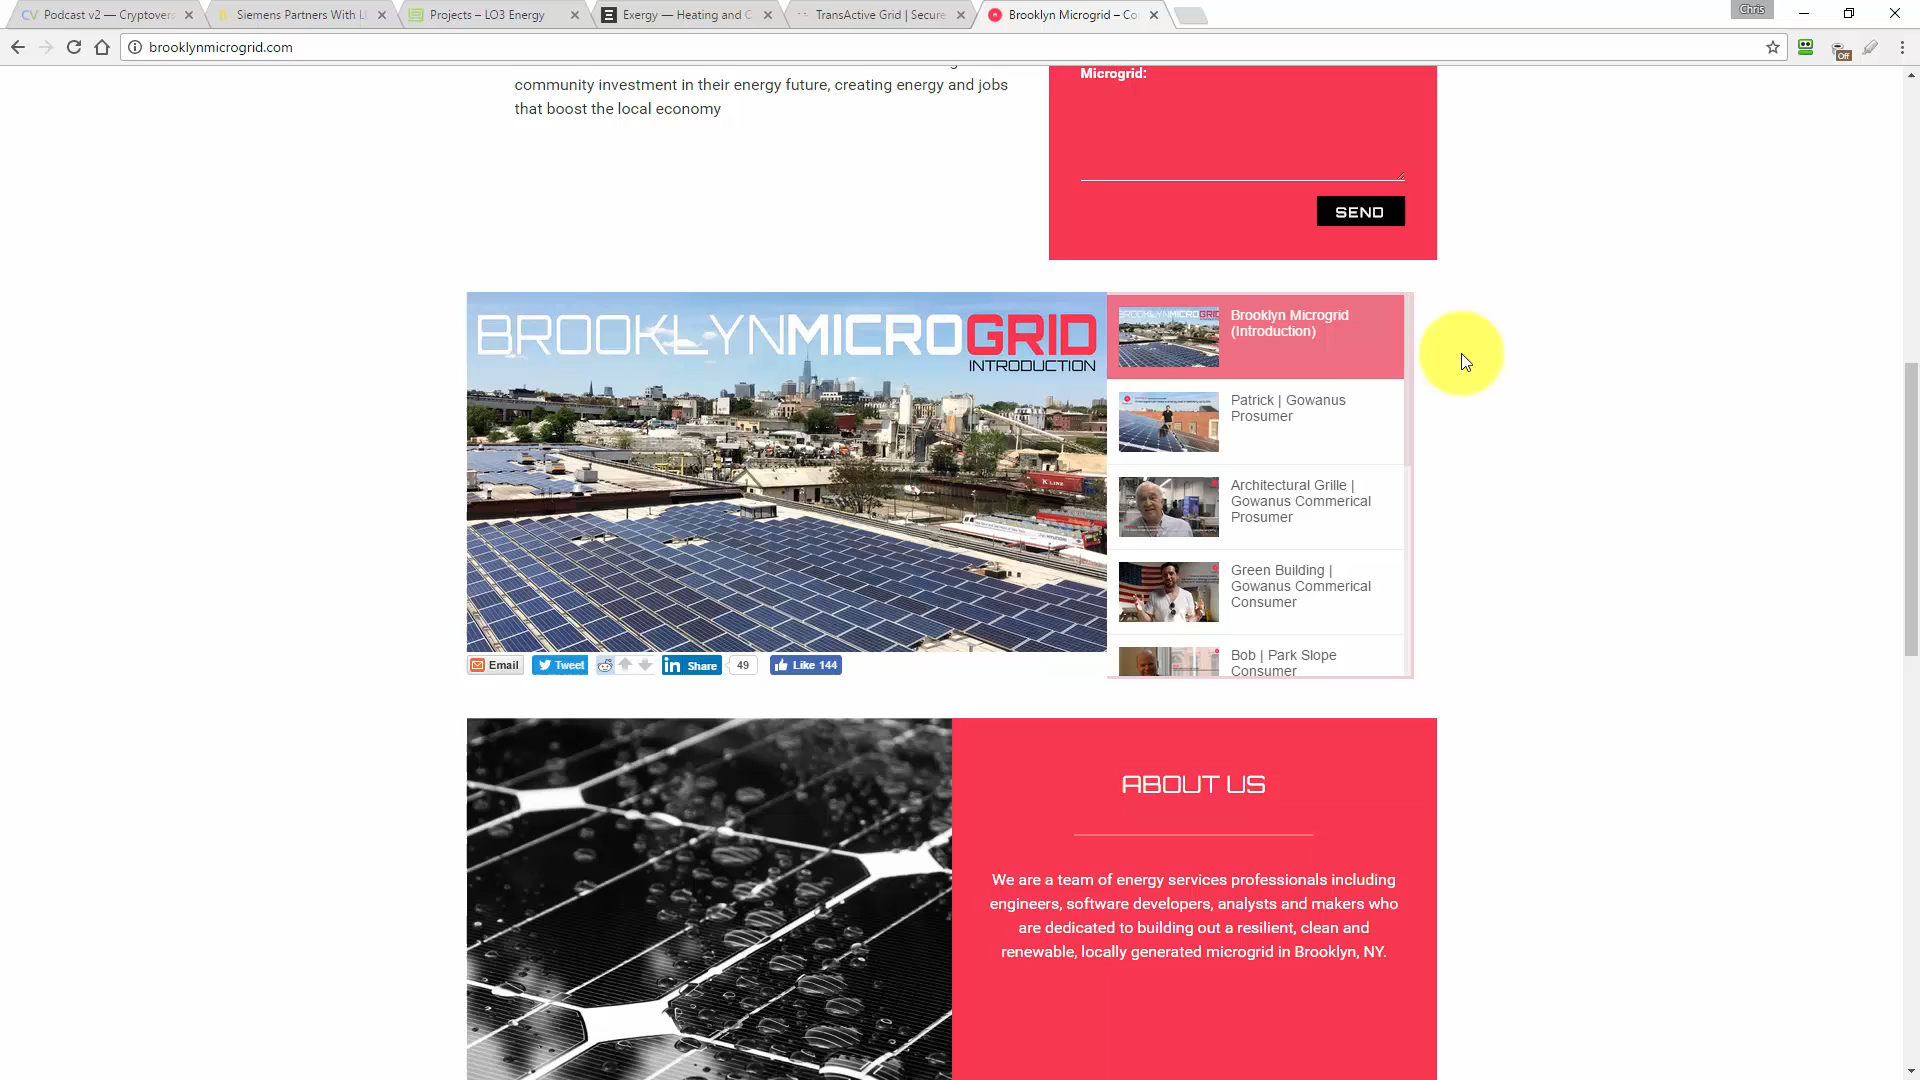 Podcast v2 — Cryptovers
Siemens Partners With L
Projects – LO3 Energy
Exergy — Heating and C
TransActive Grid | Secure
Brooklyn Microgrid – Co
Chris
brooklynmicrogrid.com
Off
community investment in their energy future, creating energy and jobs
that boost the local economy
Microgrid:
SEND
BROOKLYNMICROGRID
INTRODUCTION
Brooklyn Microgrid
(Introduction)
Patrick | Gowanus
Prosumer
Architectural Grille |
Gowanus Commerical
Prosumer
Green Building |
Gowanus Commerical
Consumer
Bob | Park Slope
Consumer
Email
Tweet
in Share
49
Like 144
ABOUT US
We are a team of energy services professionals including
engineers, software developers, analysts and makers who
are dedicated to building out a resilient, clean and
renewable, locally generated microgrid in Brooklyn, NY.